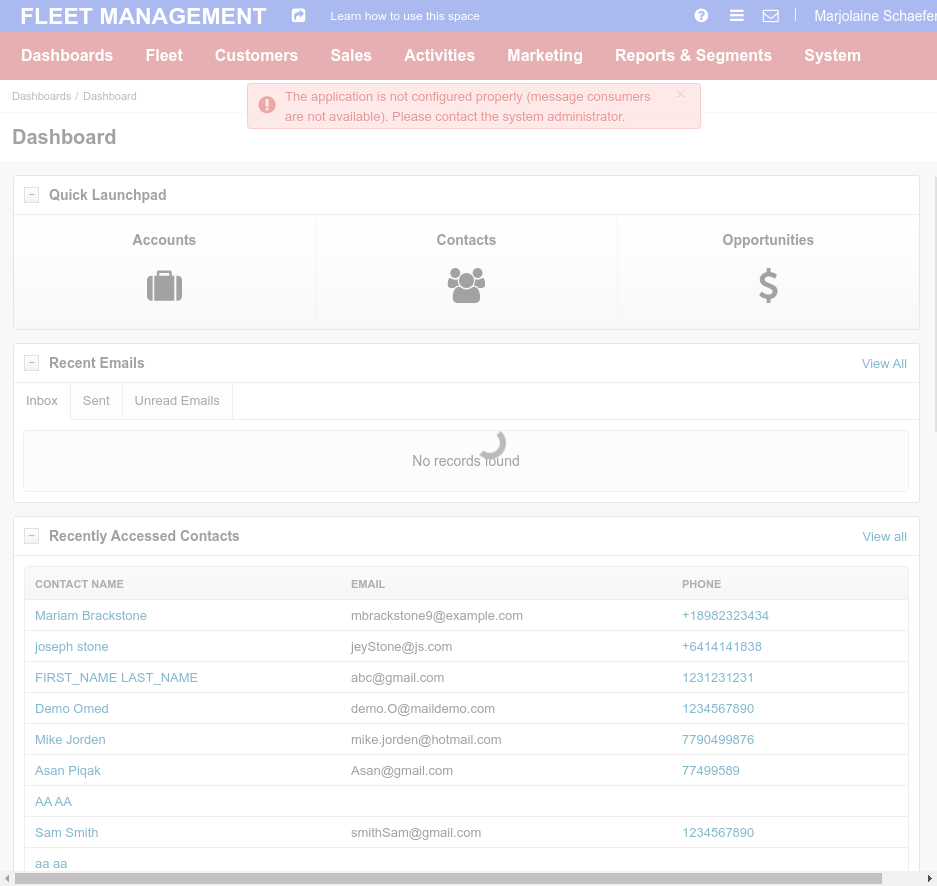 FLEET MANAGEMENT Learn how to use this space Marjolaine Schaefer
Dashboards Fleet Customers Sales Activities Marketing Reports & Segments System
Dashboards / Dashboard
The application is not configured properly (message consumers
are not available). Please contact the system administrator.
×
Dashboard
Quick Launchpad
Accounts Contacts Opportunities
Recent Emails View All
Inbox Sent Unread Emails
No records found
Recently Accessed Contacts View all
CONTACT NAME EMAIL PHONE
Mariam Brackstone mbrackstone9@example.com +18982323434
joseph stone jeyStone@js.com +6414141838
FIRST_NAME LAST_NAME abc@gmail.com 1231231231
Demo Omed demo.O@maildemo.com 1234567890
Mike Jorden mike.jorden@hotmail.com 7790499876
Asan Piqak Asan@gmail.com 77499589
AA AA
Sam Smith smithSam@gmail.com 1234567890
aa aa